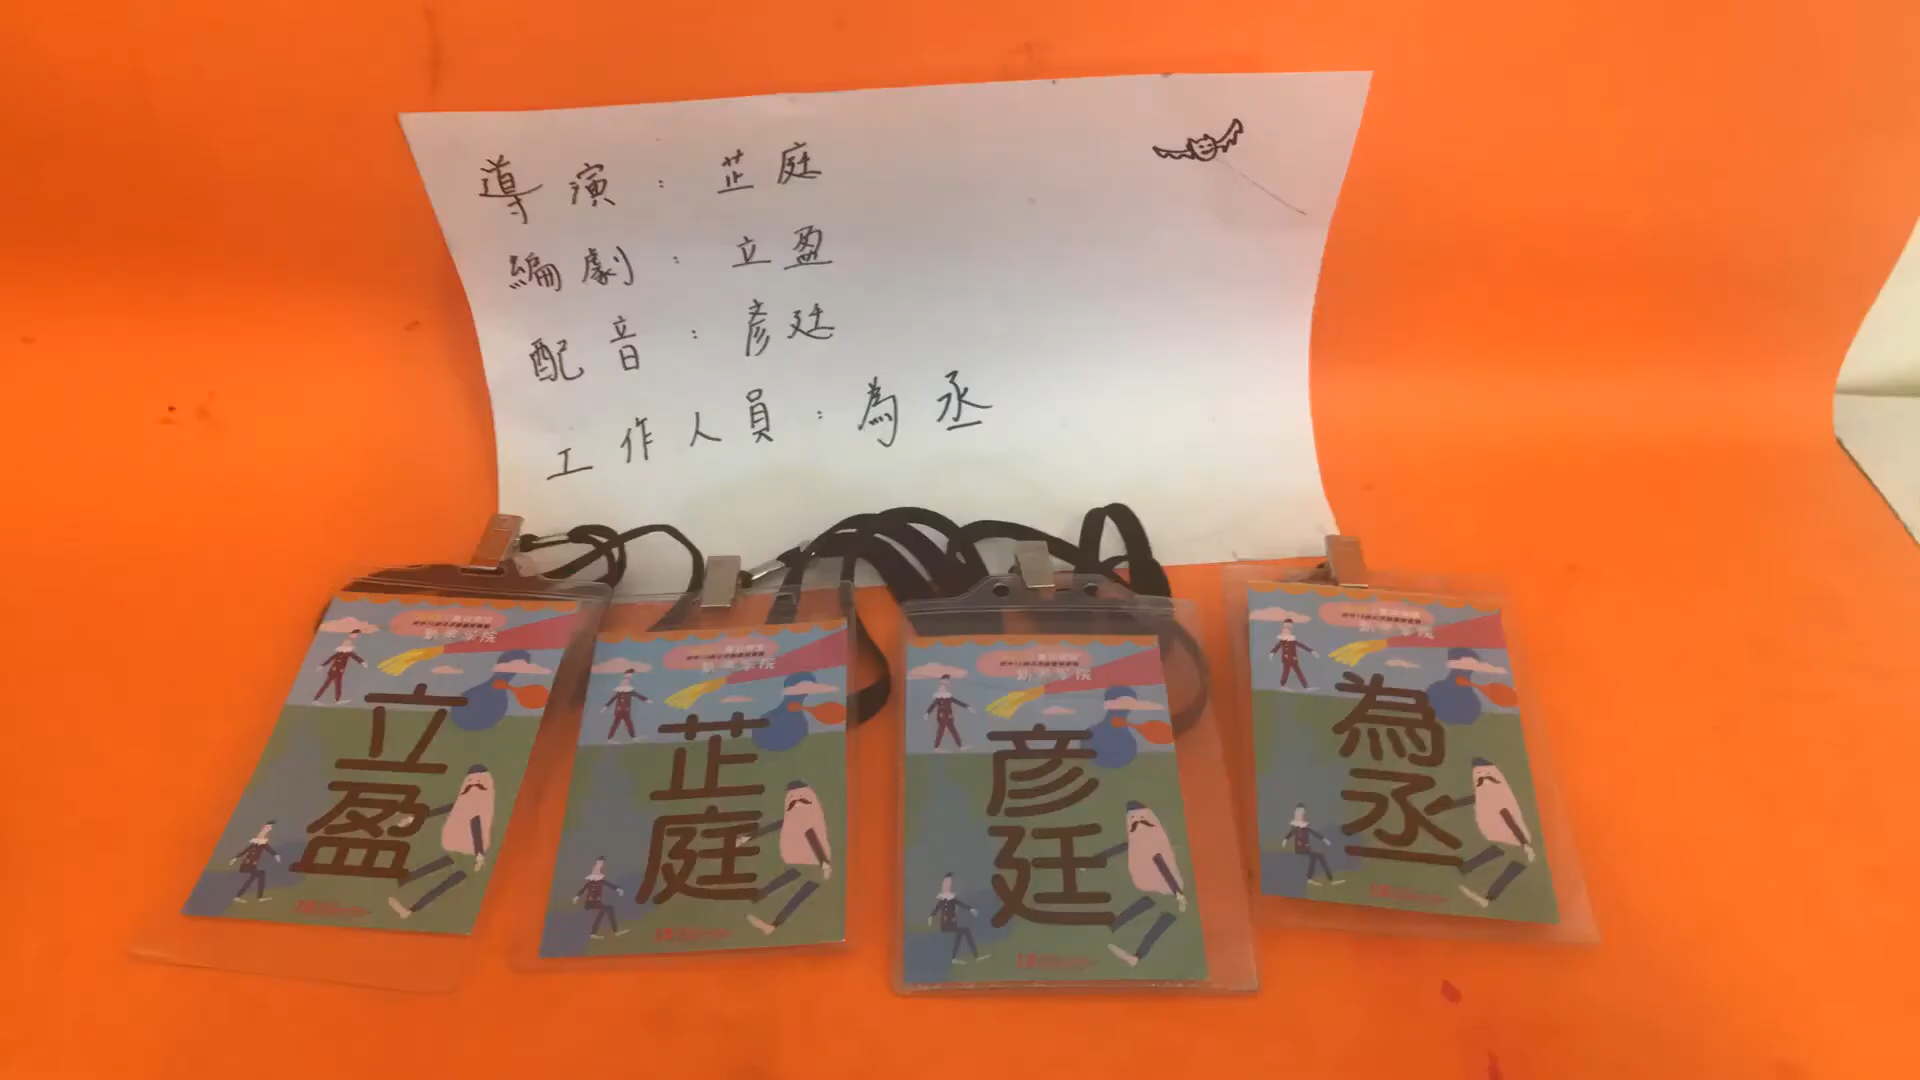 導演：芷庭
編劇：立盈
配音：彥廷
工作人員：為丞
立盈
芷庭
彥廷
為丞